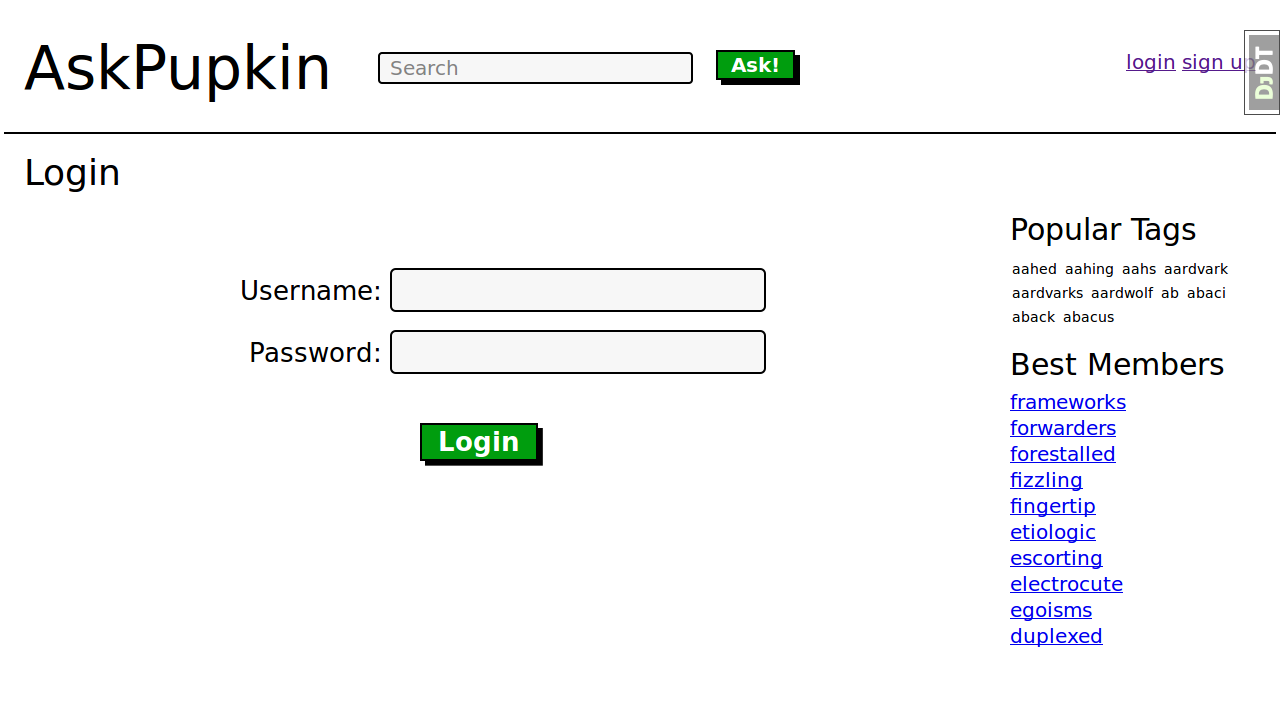 AskPupkin
Search
Ask!
login sign up
DJDT
Login
Username:
Password:
Login
Popular Tags
aahed aahing aahs aardvark
aardvarks aardwolf ab abaci
aback abacus
Best Members
frameworks
forwarders
forestalled
fizzling
fingertip
etiologic
escorting
electrocute
egoisms
duplexed